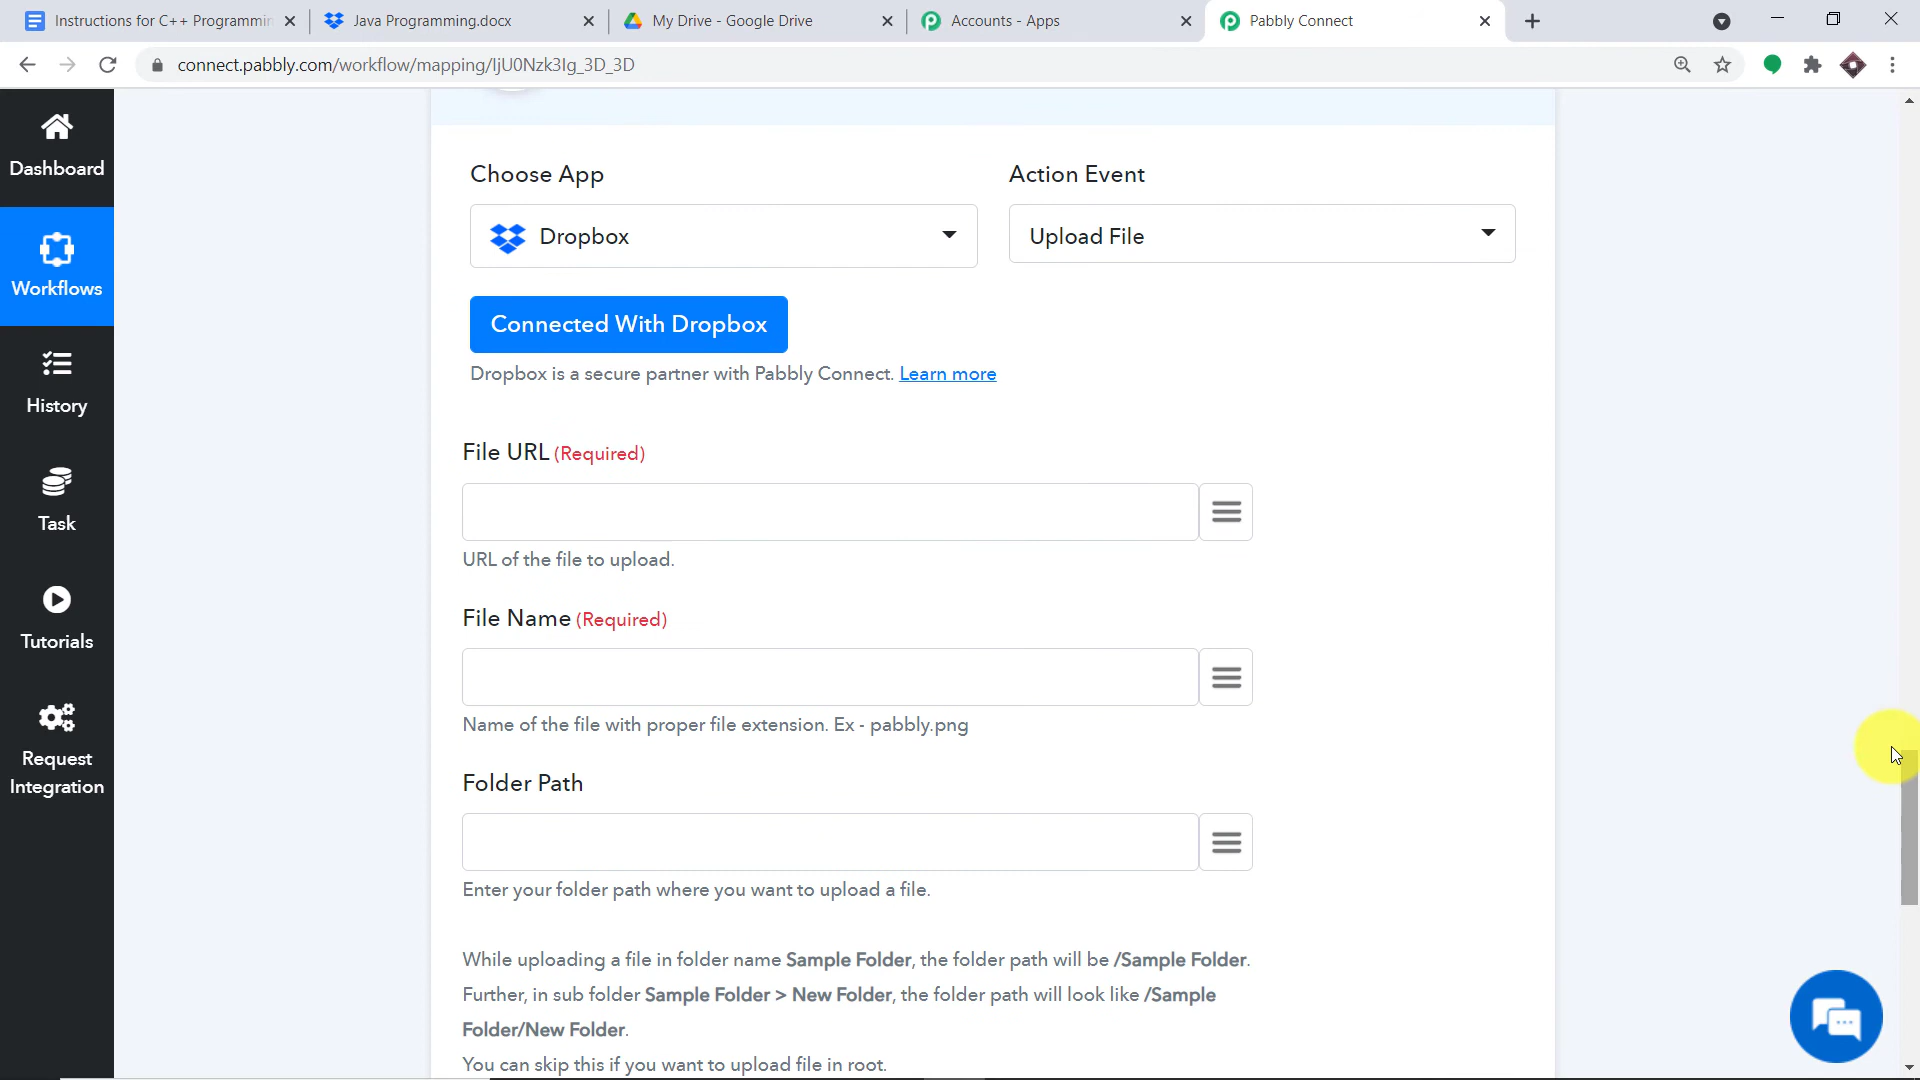 Instructions for C++ Programmin
Java Programming.docx
My Drive - Google Drive
Accounts - Apps
Pabbly Connect
connect.pabbly.com/workflow/mapping/IjU0Nzk3Ig_3D_3D
Dashboard
Workflows
History
Task
Tutorials
Request
Integration
Choose App
Action Event
Dropbox
Upload File
Connected With Dropbox
Dropbox is a secure partner with Pabbly Connect. Learn more
File URL (Required)
URL of the file to upload.
File Name (Required)
Name of the file with proper file extension. Ex - pabbly.png
Folder Path
Enter your folder path where you want to upload a file.
While uploading a file in folder name Sample Folder, the folder path will be /Sample Folder.
Further, in sub folder Sample Folder > New Folder, the folder path will look like /Sample
Folder/New Folder.
You can skip this if you want to upload file in root.